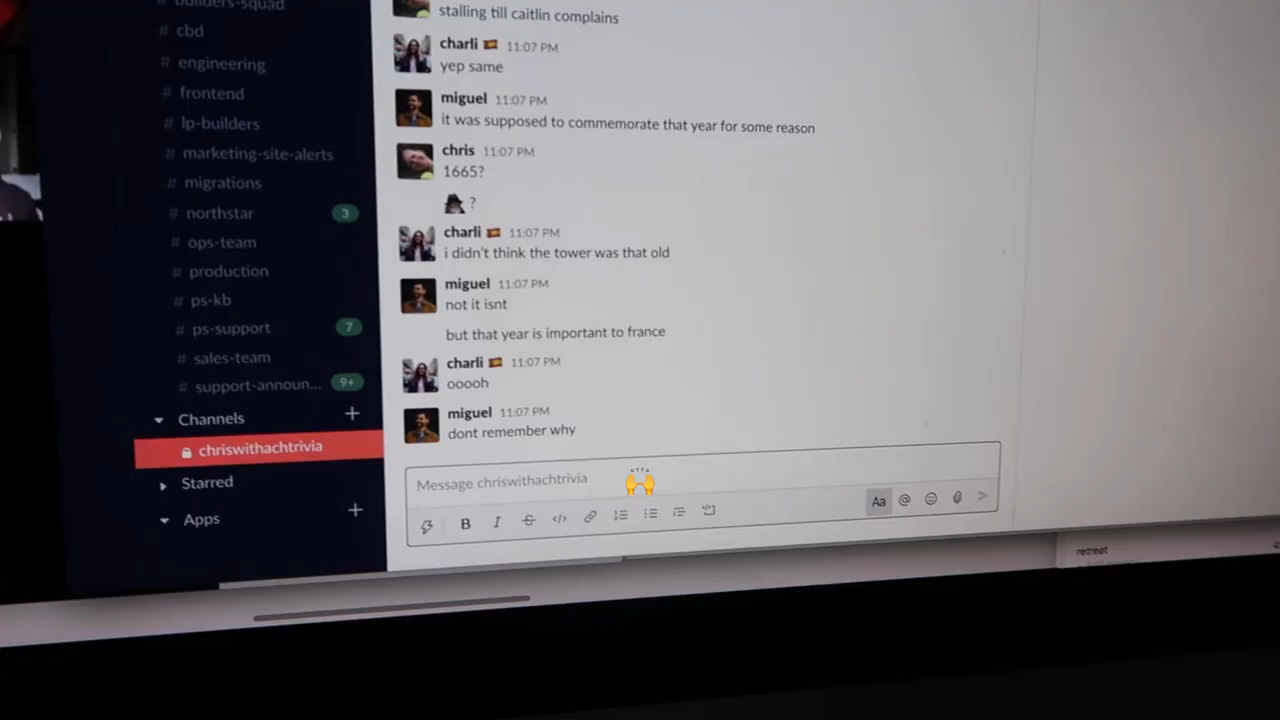 # builders-squad
# cbd
# engineering
# frontend
# lp-builders
# marketing-site-alerts
# migrations
# northstar 3
# ops-team
# production
# ps-kb
# ps-support 7
# sales-team
# support-announ... 9+
Channels +
chriswithachtrivia
Starred
Apps +
stalling till caitlin complains
charli 🇪🇸 11:07 PM
yep same
miguel 11:07 PM
it was supposed to commemorate that year for some reason
chris 11:07 PM
1665?
?
charli 🇪🇸 11:07 PM
i didn't think the tower was that old
miguel 11:07 PM
not it isnt
but that year is important to france
charli 🇪🇸 11:07 PM
ooooh
miguel 11:07 PM
dont remember why
Message chriswithachtrivia 🙌
B I S </> Aa @
retreat